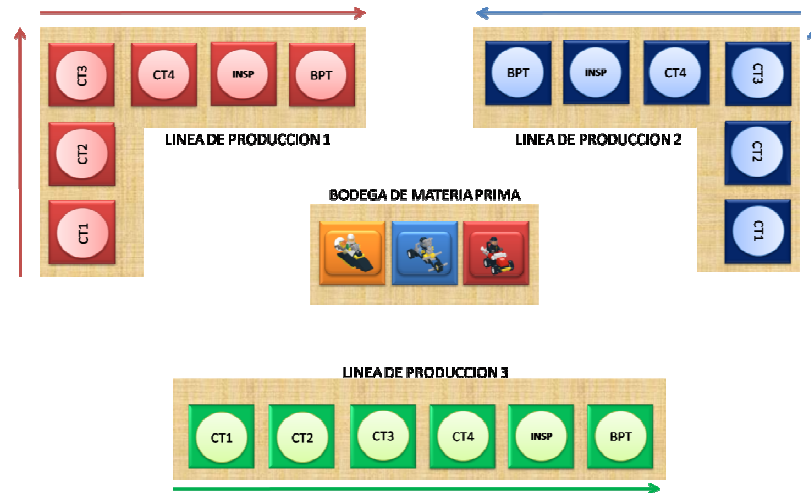 CT3
CT4
INSP
BPT
CT2
CT1
LINEA DE PRODUCCION 1
BPT
INSP
CT4
CT3
CT2
CT1
LINEA DE PRODUCCION 2
BODEGA DE MATERIA PRIMA
LINEA DE PRODUCCION 3
CT1
CT2
CT3
CT4
INSP
BPT